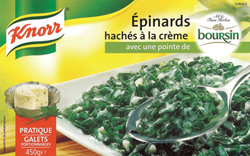 Knorr
Épinards
hachés à la crème
avec une pointe de
boursin
PRATIQUE
GALETS
PORTIONNABLES
450g